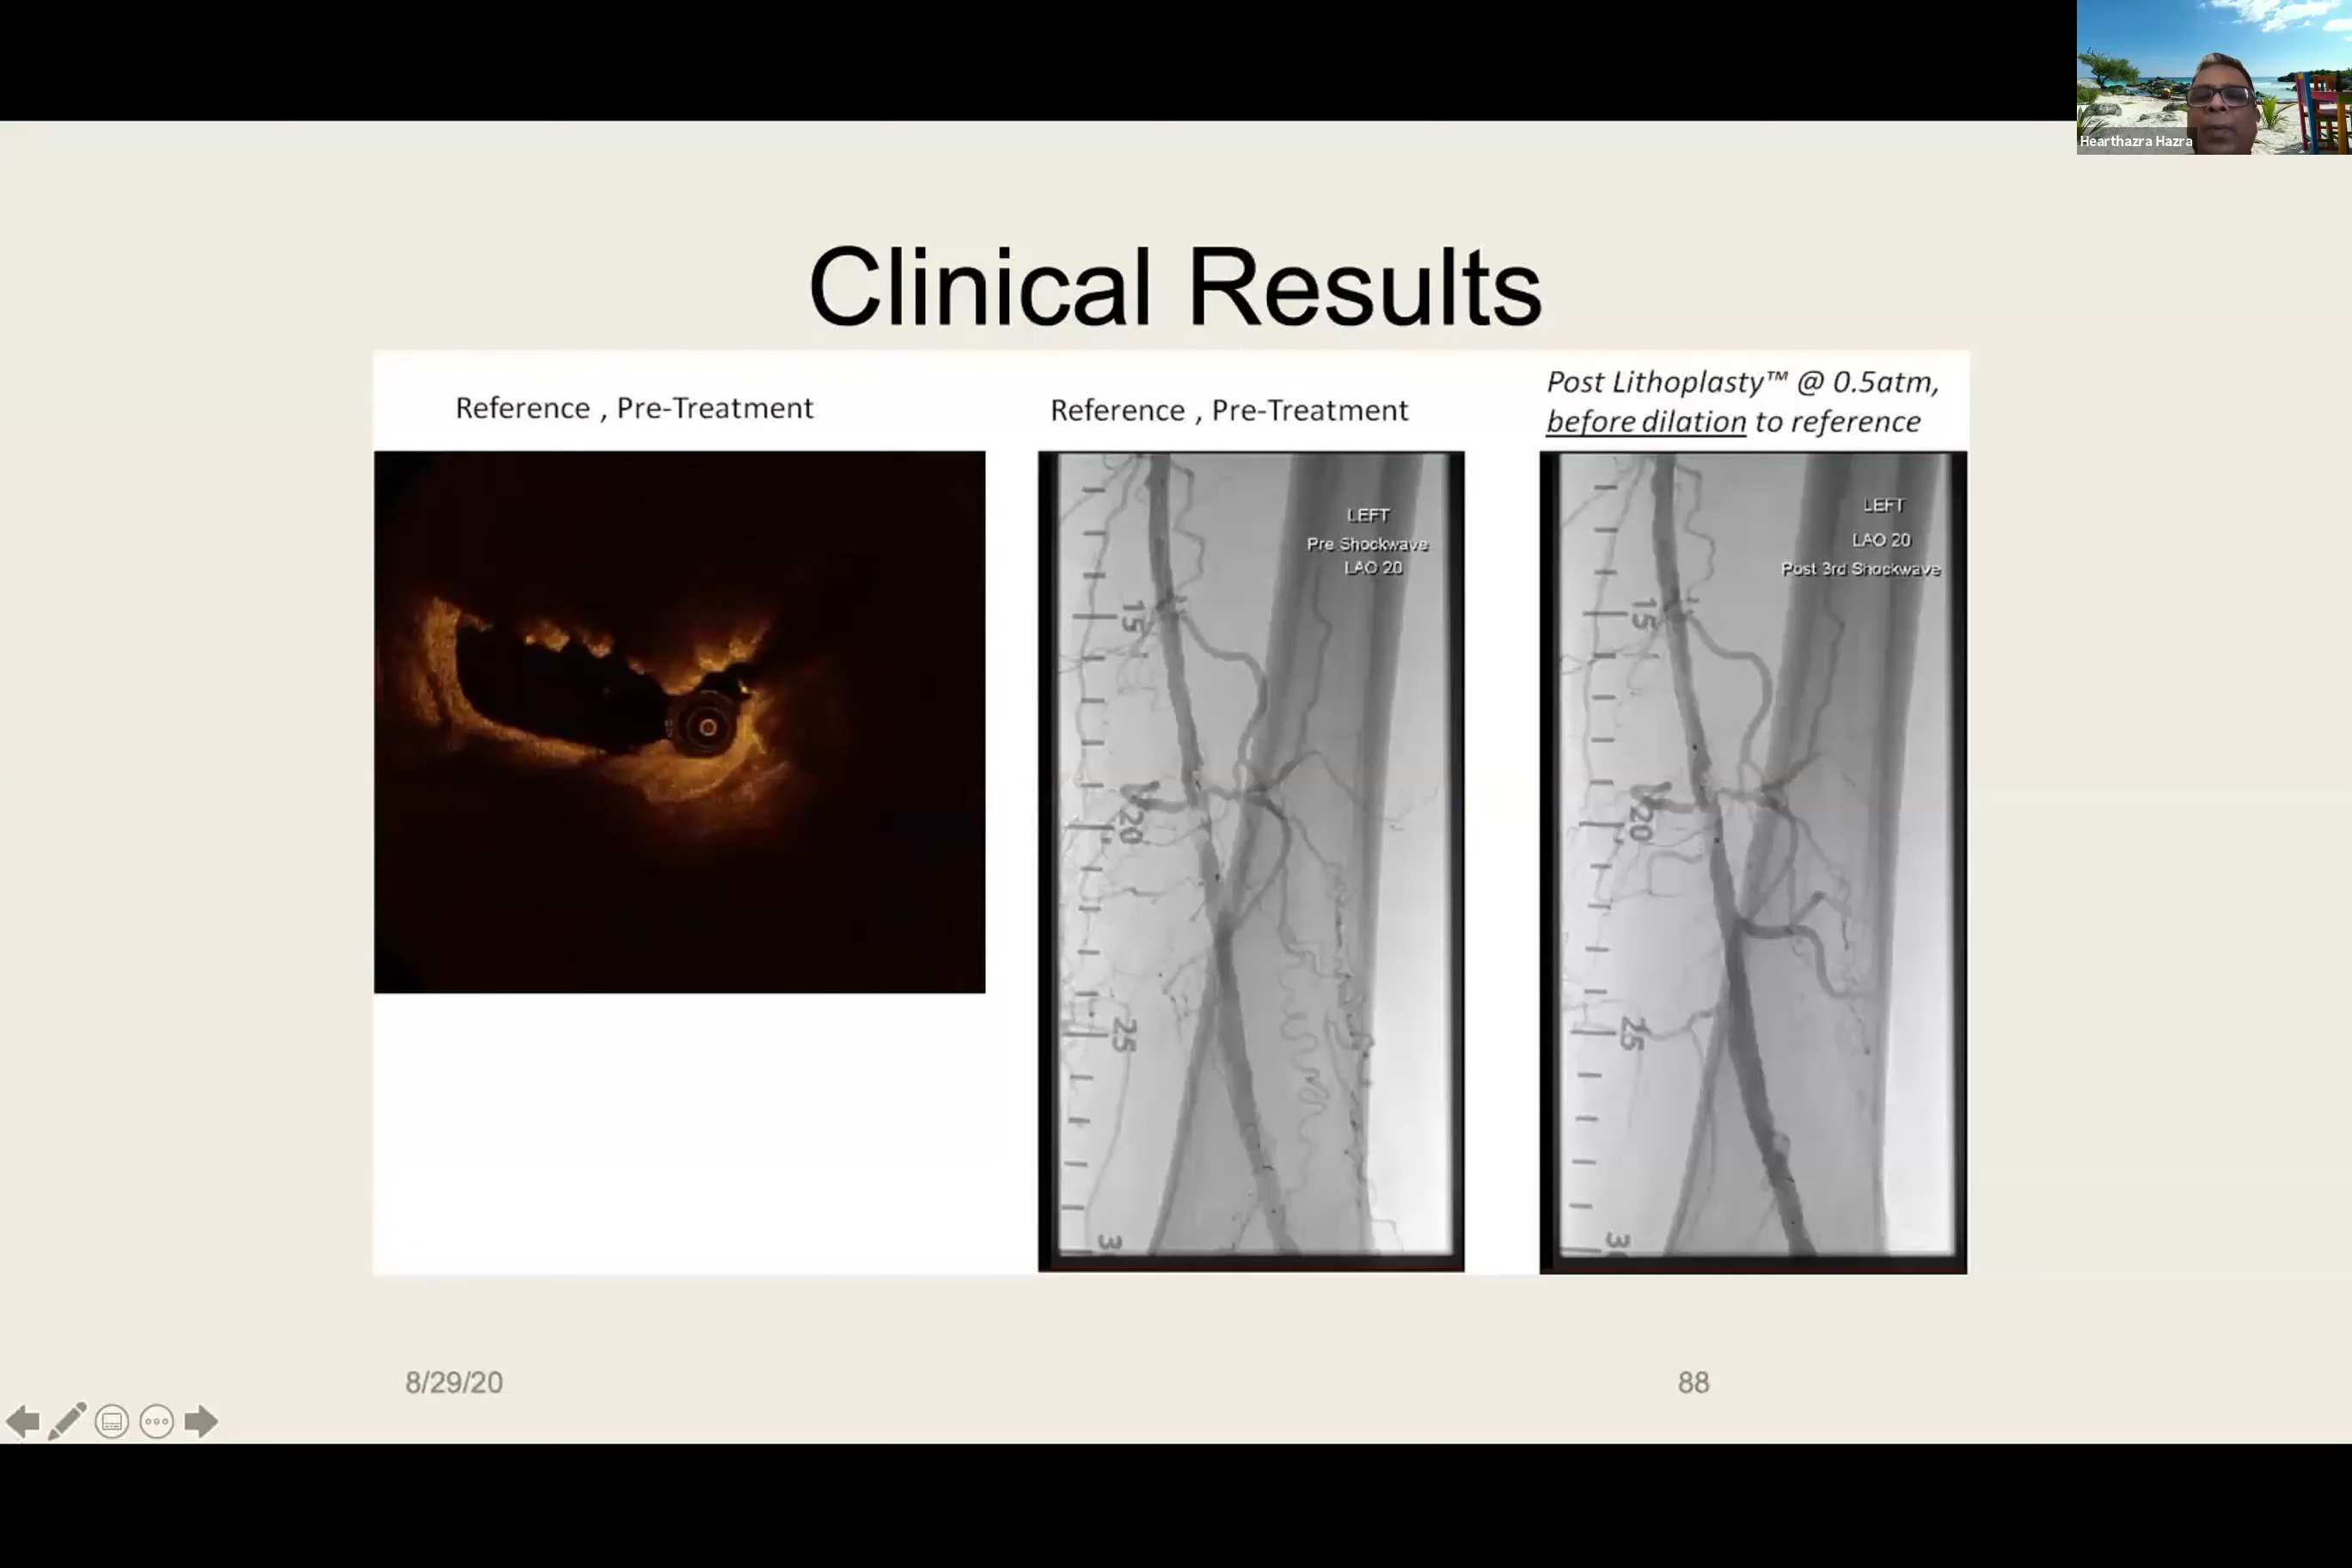 Hearthazra Hazra
Clinical Results
Reference , Pre-Treatment
Reference , Pre-Treatment
Post Lithoplasty™ @ 0.5atm,
before dilation to reference
LEFT
Pre Shockwave
LAO 20
15
20
25
3
LEFT
LAO 20
Post 3rd Shockwave
15
20
25
30
8/29/20
88